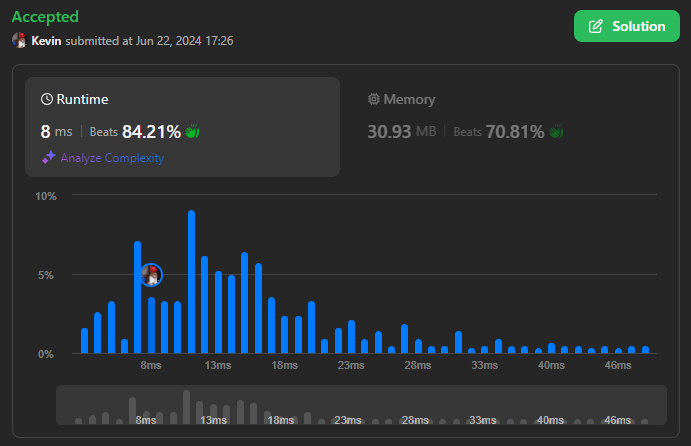 Accepted
Kevin submitted at Jun 22, 2024 17:26
Solution
Runtime
8 ms | Beats 84.21%
Analyze Complexity
Memory
30.93 MB | Beats 70.81%
10%
5%
0%
8ms 13ms 18ms 23ms 28ms 33ms 40ms 46ms
8ms 13ms 18ms 23ms 28ms 33ms 40ms 46ms